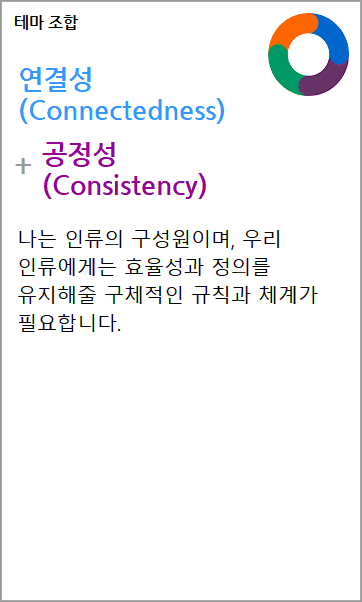 테마 조합
연결성
(Connectedness)
+ 공정성
(Consistency)
나는 인류의 구성원이며, 우리
인류에게는 효율성과 정의를
유지해줄 구체적인 규칙과 체계가
필요합니다.